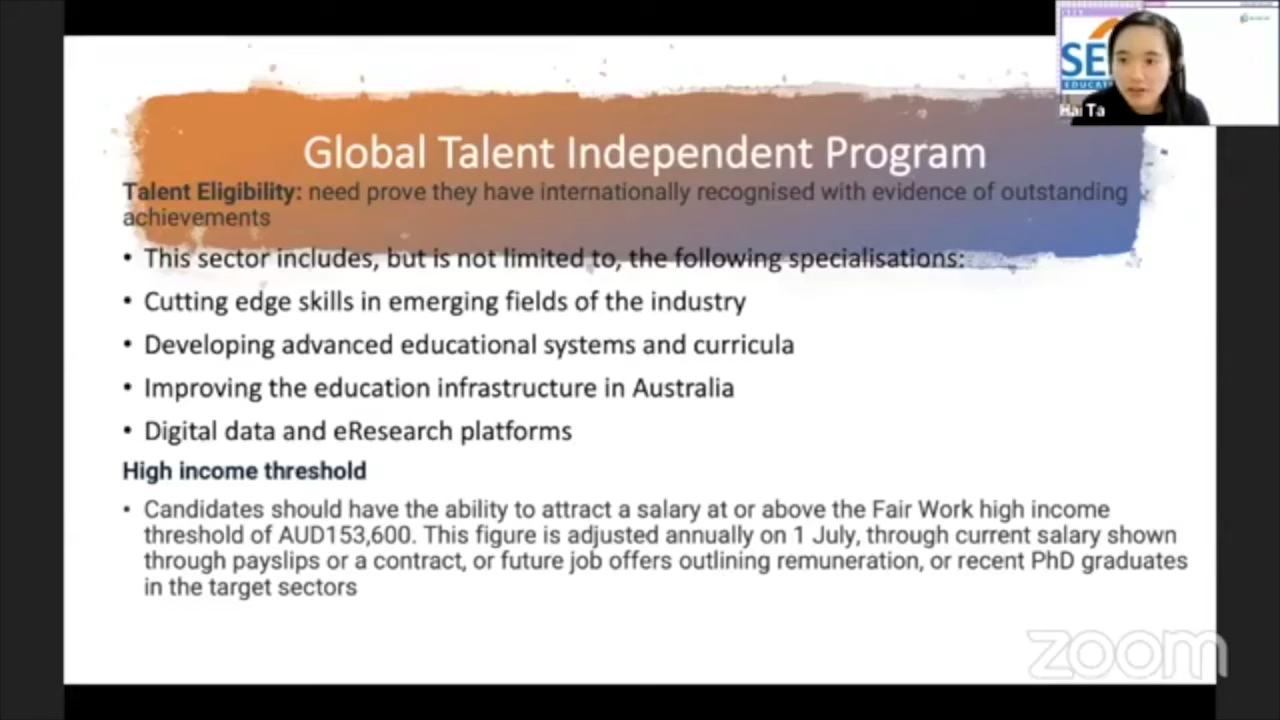 SE
EDUCAT
Hai Ta
Global Talent Independent Program
Talent Eligibility: need prove they have internationally recognised with evidence of outstanding
achievements
• This sector includes, but is not limited to, the following specialisations:
• Cutting edge skills in emerging fields of the industry
• Developing advanced educational systems and curricula
• Improving the education infrastructure in Australia
• Digital data and eResearch platforms
High income threshold
• Candidates should have the ability to attract a salary at or above the Fair Work high income
threshold of AUD153,600. This figure is adjusted annually on 1 July, through current salary shown
through payslips or a contract, or future job offers outlining remuneration, or recent PhD graduates
in the target sectors
zoom